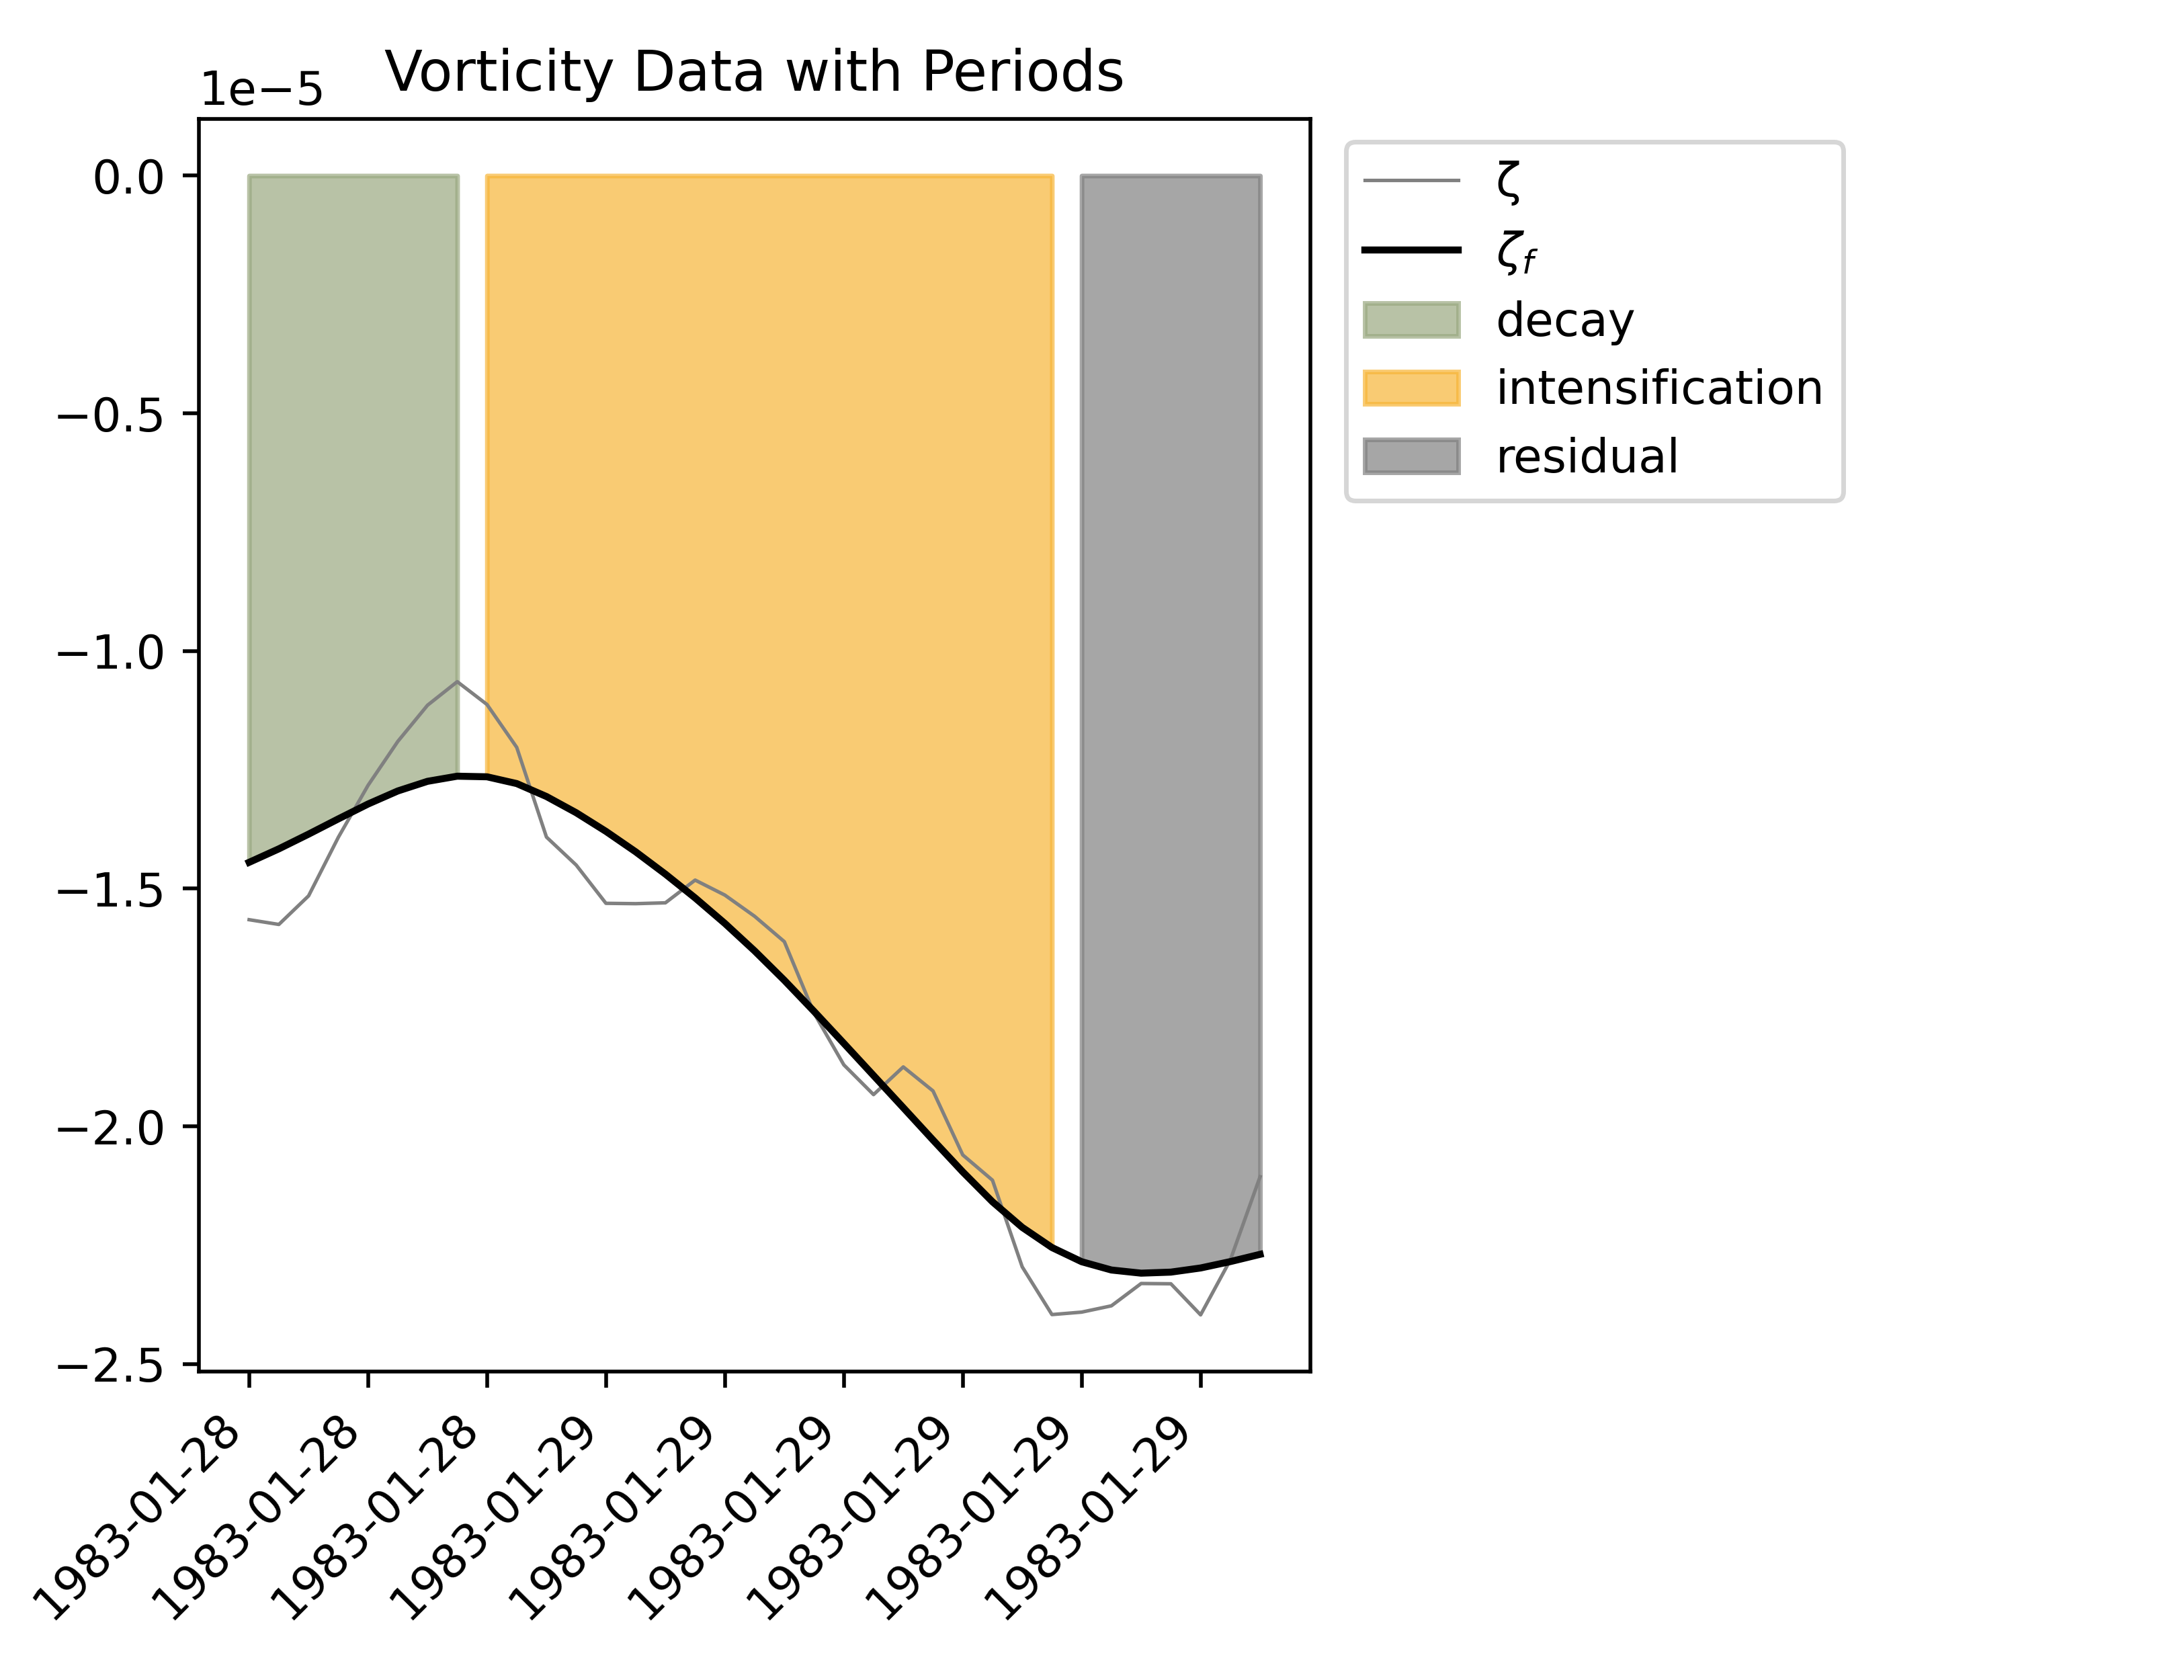 Vorticity Data with Periods
1e−5
0.0
−0.5
−1.0
−1.5
−2.0
−2.5
1983-01-28
1983-01-28
1983-01-28
1983-01-29
1983-01-29
1983-01-29
1983-01-29
1983-01-29
1983-01-29
ζ
ζf
decay
intensification
residual